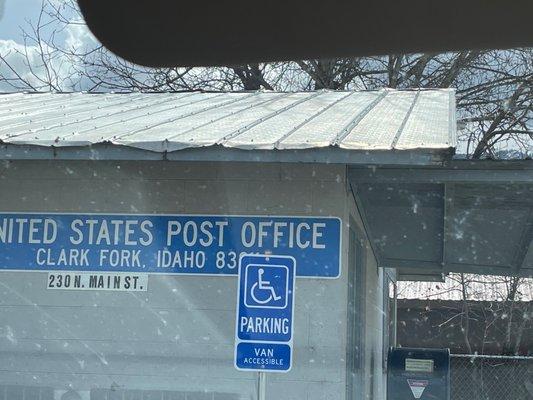 NITED STATES POST OFFICE
CLARK FORK, IDAHO 83
230 N. MAIN ST.
PARKING
VAN
ACCESSIBLE